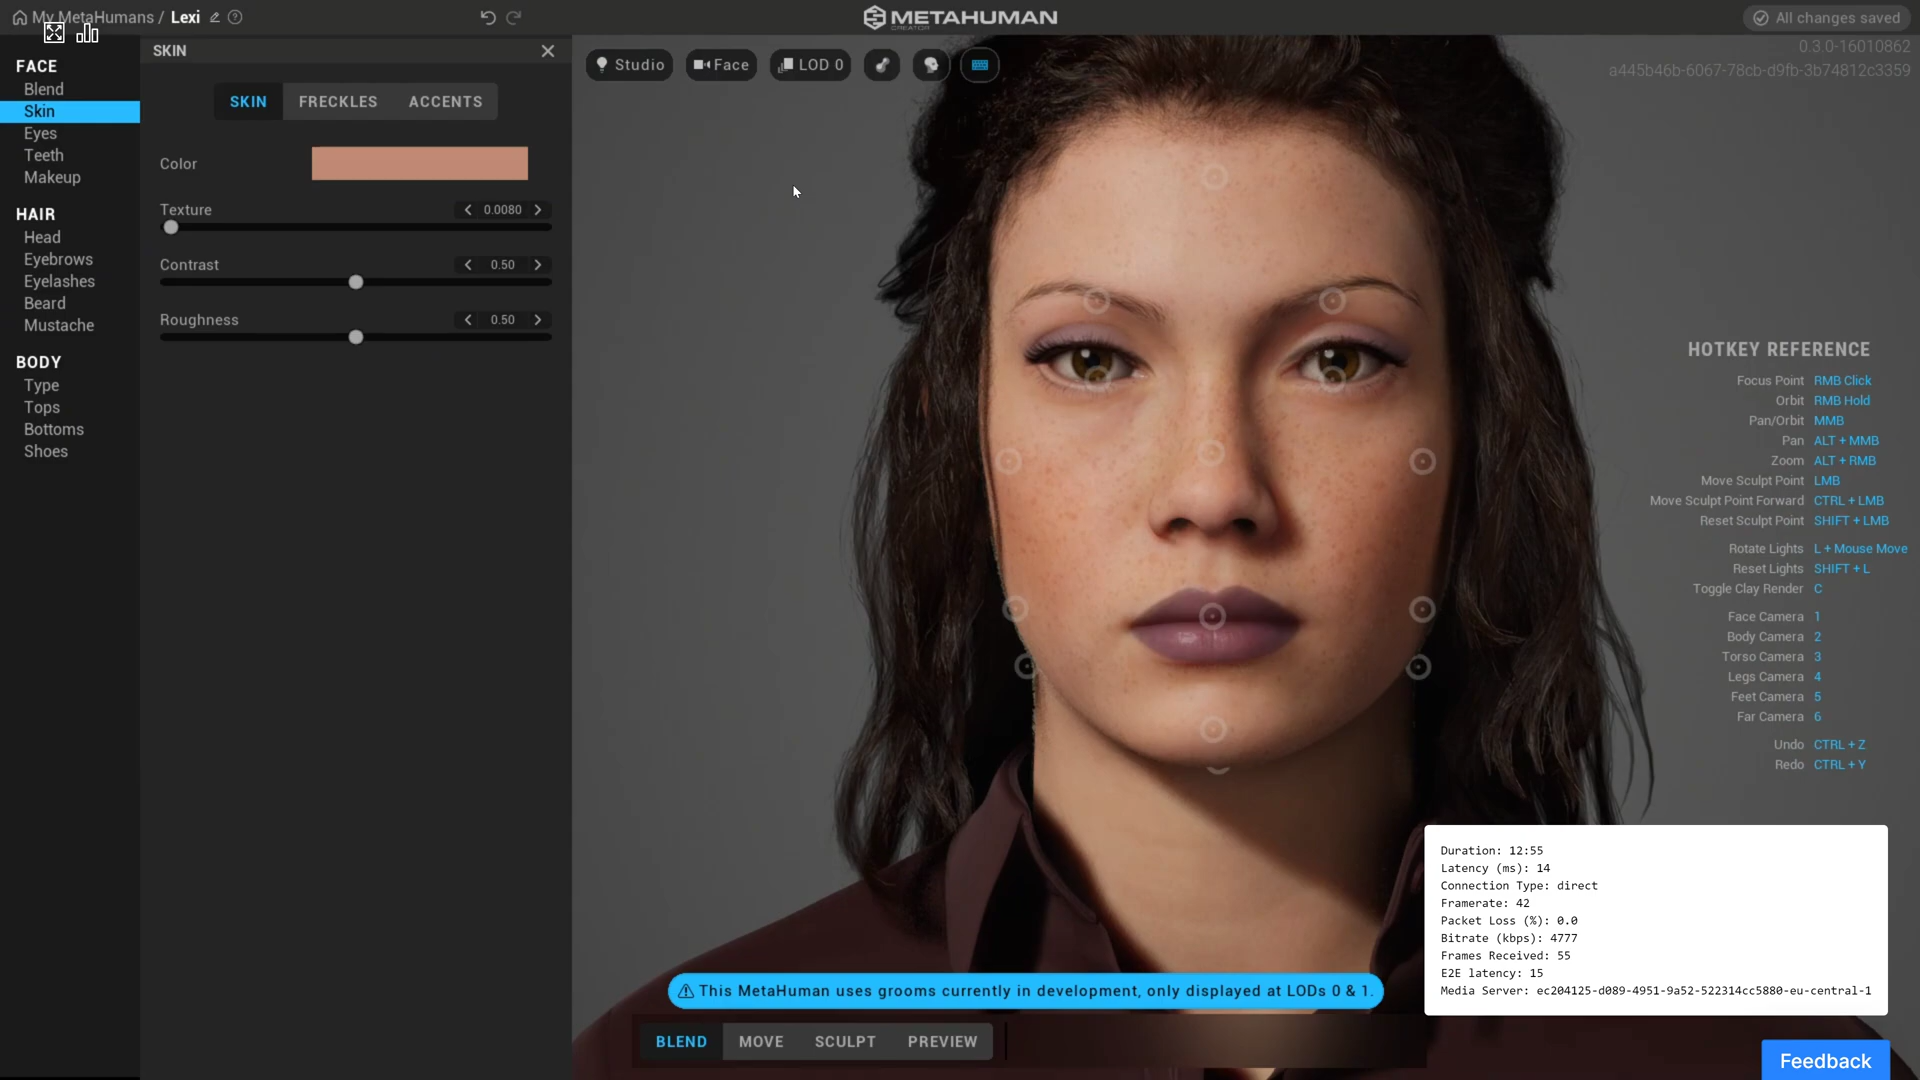 My MetaHumans / Lexi
METAHUMAN
CREATOR
All changes saved
0.3.0-16010862
a445b46b-6067-78cb-d9fb-3b74812c3359
FACE
Blend
Skin
Eyes
Teeth
Makeup
HAIR
Head
Eyebrows
Eyelashes
Beard
Mustache
BODY
Type
Tops
Bottoms
Shoes
SKIN
SKIN FRECKLES ACCENTS
Color
Texture 0.0080
Contrast 0.50
Roughness 0.50
Studio Face LOD 0
HOTKEY REFERENCE
Focus Point RMB Click
Orbit RMB Hold
Pan/Orbit MMB
Pan ALT + MMB
Zoom ALT + RMB
Move Sculpt Point LMB
Move Sculpt Point Forward CTRL + LMB
Reset Sculpt Point SHIFT + LMB
Rotate Lights L + Mouse Move
Reset Lights SHIFT + L
Toggle Clay Render C
Face Camera 1
Body Camera 2
Torso Camera 3
Legs Camera 4
Feet Camera 5
Far Camera 6
Undo CTRL + Z
Redo CTRL + Y
Duration: 12:55
Latency (ms): 14
Connection Type: direct
Framerate: 42
Packet Loss (%): 0.0
Bitrate (kbps): 4777
Frames Received: 55
E2E latency: 15
Media Server: ec204125-d089-4951-9a52-522314cc5880-eu-central-1
This MetaHuman uses grooms currently in development, only displayed at LODs 0 & 1.
BLEND MOVE SCULPT PREVIEW
Feedback